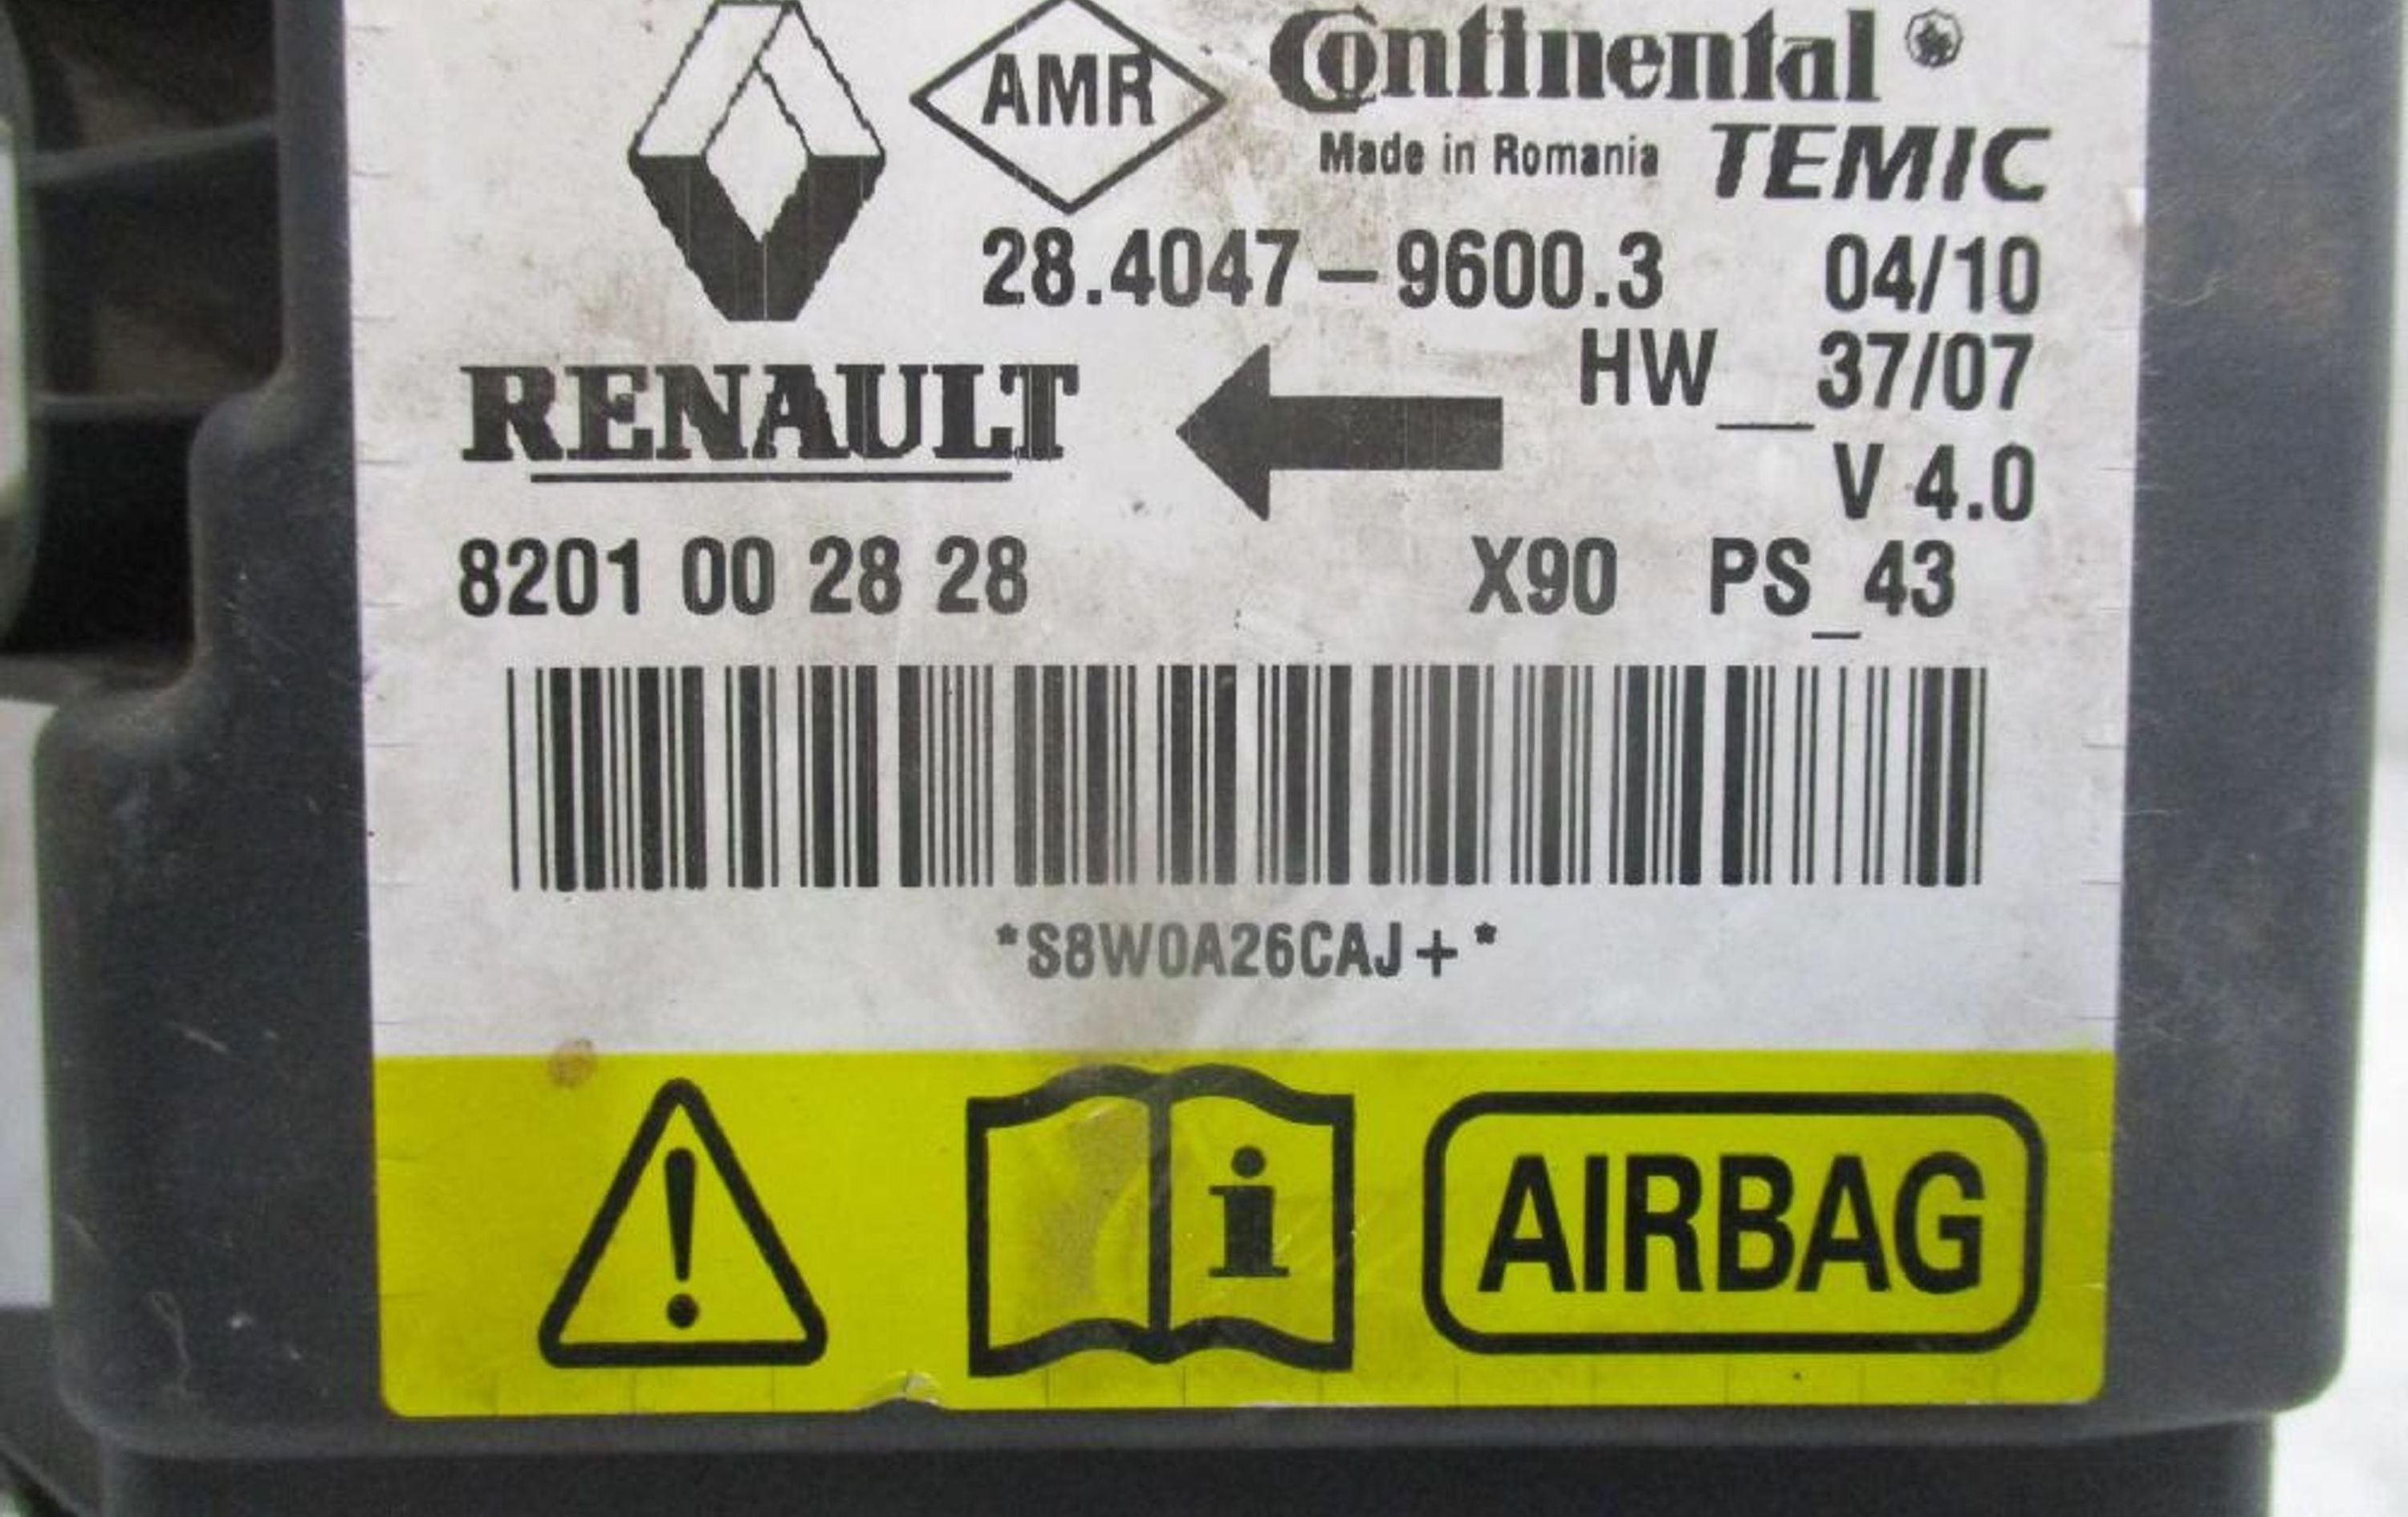 AMR
Continental
Made in Romania TEMIC
28.4047-9600.3 04/10
HW__37/07
RENAULT
V 4.0
8201 00 28 28 X90 PS_43
*S8W0A26CAJ+*
i
AIRBAG